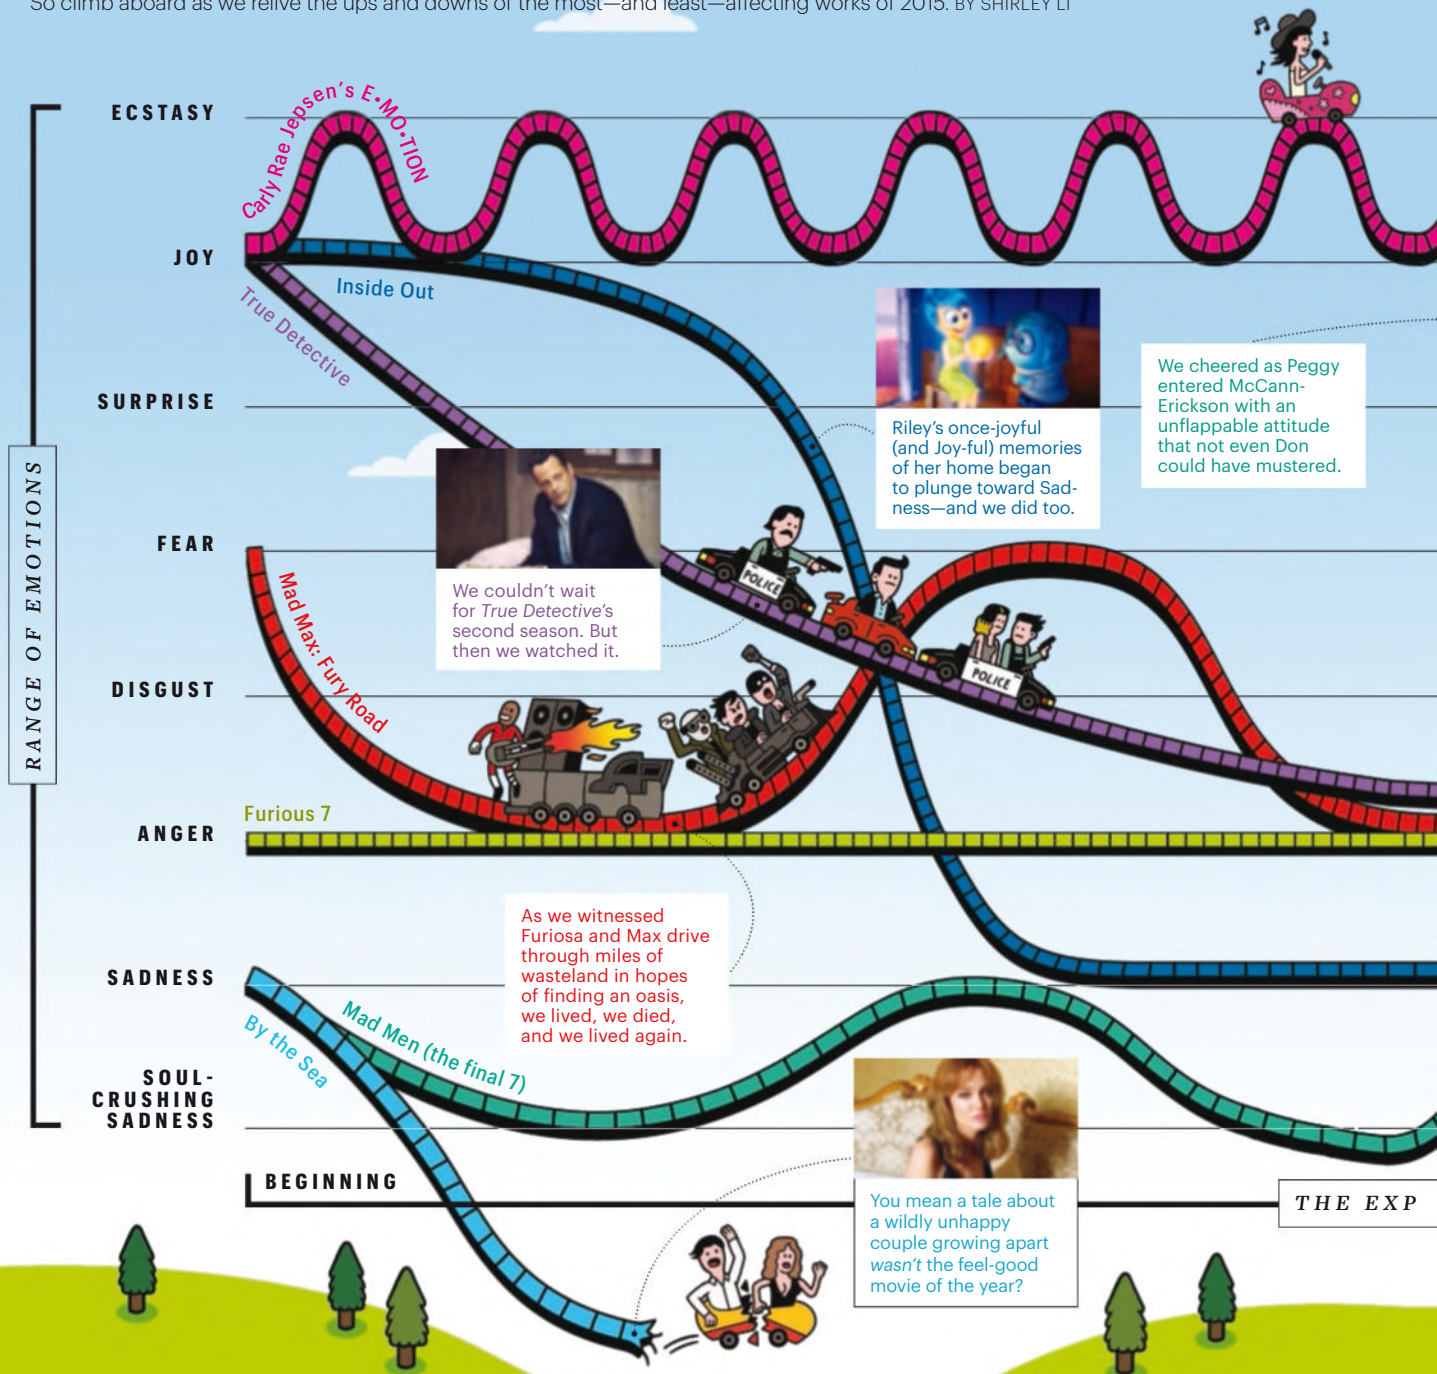 So climb aboard as we relive the ups and downs of the most—and least—affecting works of 2015. BY SHIRLEY LI
RANGE OF EMOTIONS
ECSTASY
JOY
SURPRISE
FEAR
DISGUST
ANGER
SADNESS
SOUL-
CRUSHING
SADNESS
Carly Rae Jepsen's E•MO•TION
Inside Out
True Detective
Riley's once-joyful
(and Joy-ful) memories
of her home began
to plunge toward Sad-
ness—and we did too.
We cheered as Peggy
entered McCann-
Erickson with an
unflappable attitude
that not even Don
could have mustered.
We couldn't wait
for True Detective's
second season. But
then we watched it.
POLICE
POLICE
Mad Max: Fury Road
Furious 7
As we witnessed
Furiosa and Max drive
through miles of
wasteland in hopes
of finding an oasis,
we lived, we died,
and we lived again.
By the Sea
Mad Men (the final 7)
You mean a tale about
a wildly unhappy
couple growing apart
wasn't the feel-good
movie of the year?
BEGINNING
THE EXP